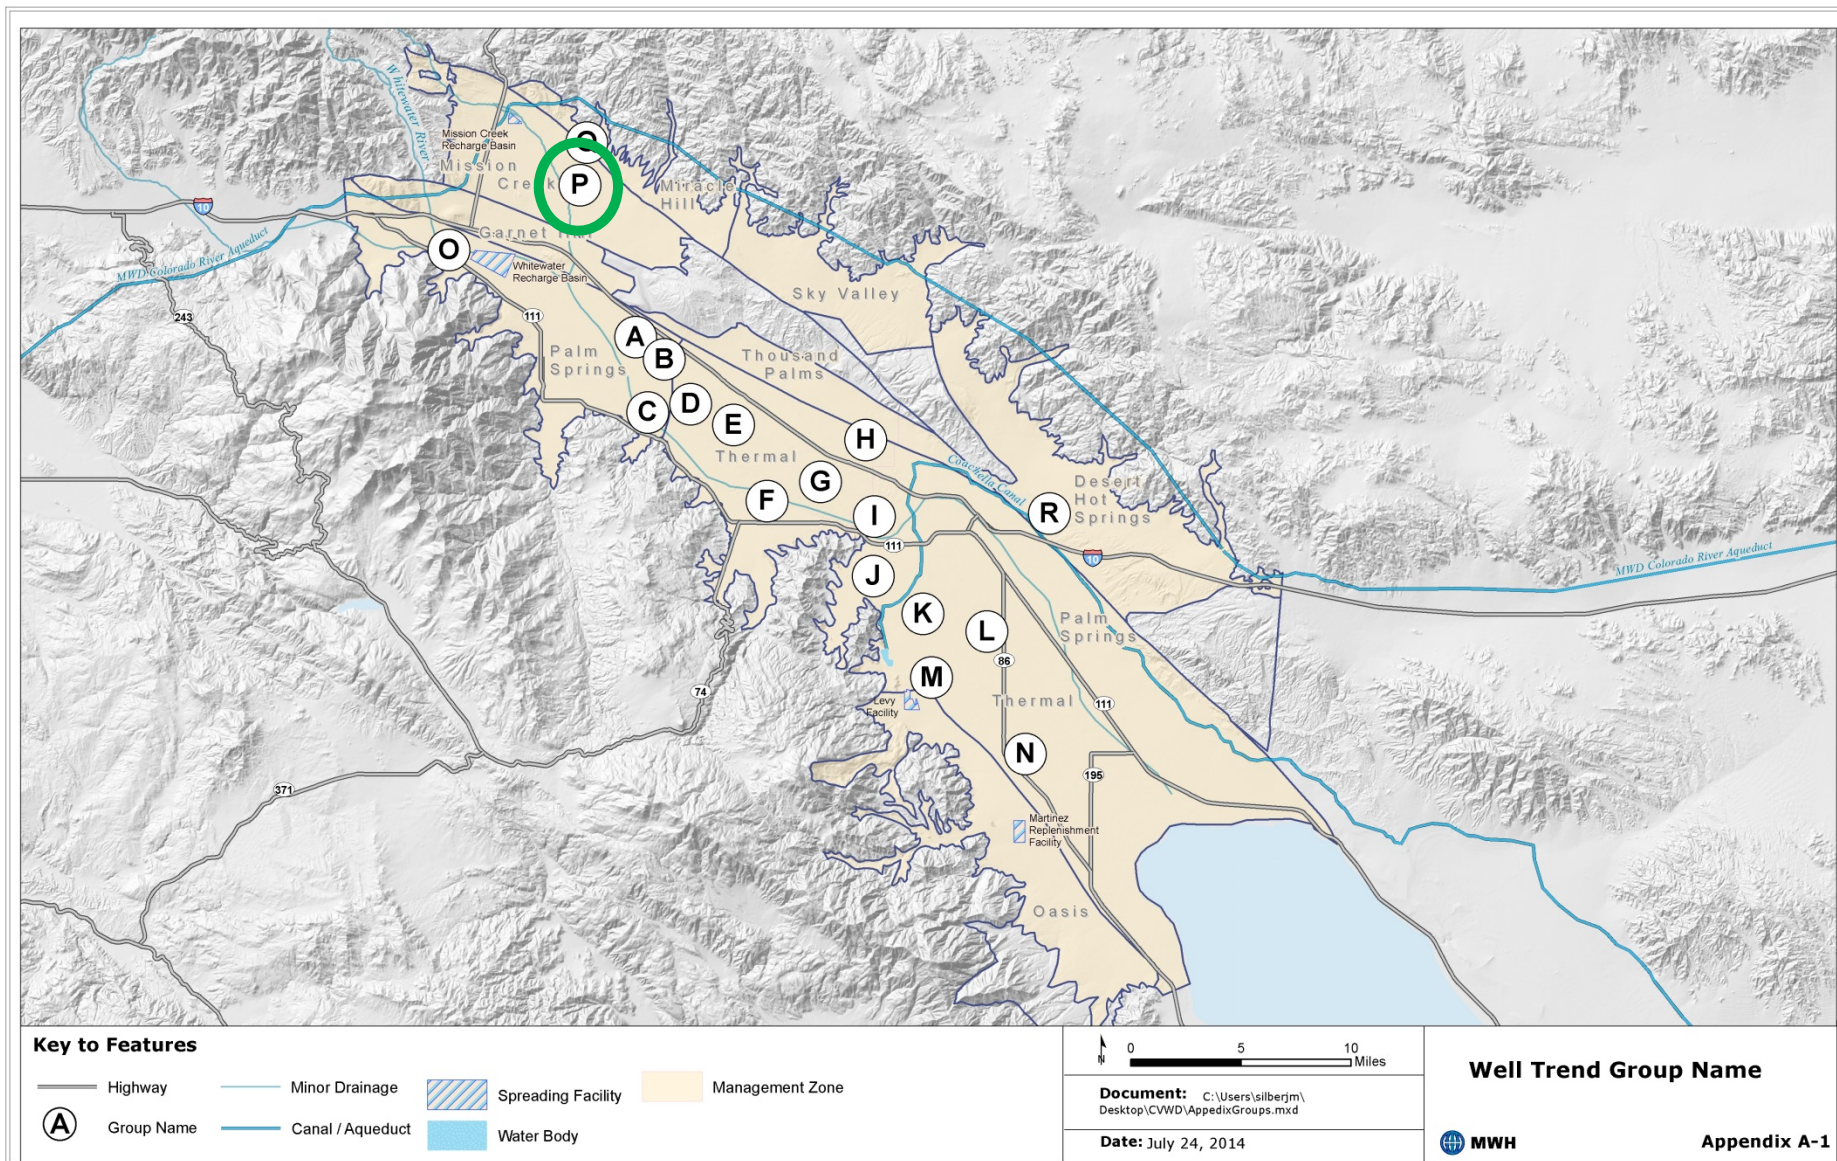 Whitewater River
Mission Creek
Recharge Basin
Mission
Creek
Miracle
Hill
P
10
Garnet Hill
O
MWD Colorado River Aqueduct
Whitewater
Recharge Basin
Sky Valley
243
111
A
B
Palm
Springs
Thousand
Palms
C
D
E
H
Thermal
Coachella Canal
G
F
I
R
Desert
Hot
Springs
111
10
MWD Colorado River Aqueduct
J
K
L
Palm
Springs
86
M
74
Levy
Facility
Thermal
111
N
195
371
Martinez
Replenishment
Facility
Oasis
Key to Features
Highway
Minor Drainage
Spreading Facility
Management Zone
A
Group Name
Canal / Aqueduct
Water Body
N
0 5 10
Miles
Document: C:\Users\silberjm\
Desktop\CVWD\AppedixGroups.mxd
Date: July 24, 2014
Well Trend Group Name
MWH
Appendix A-1